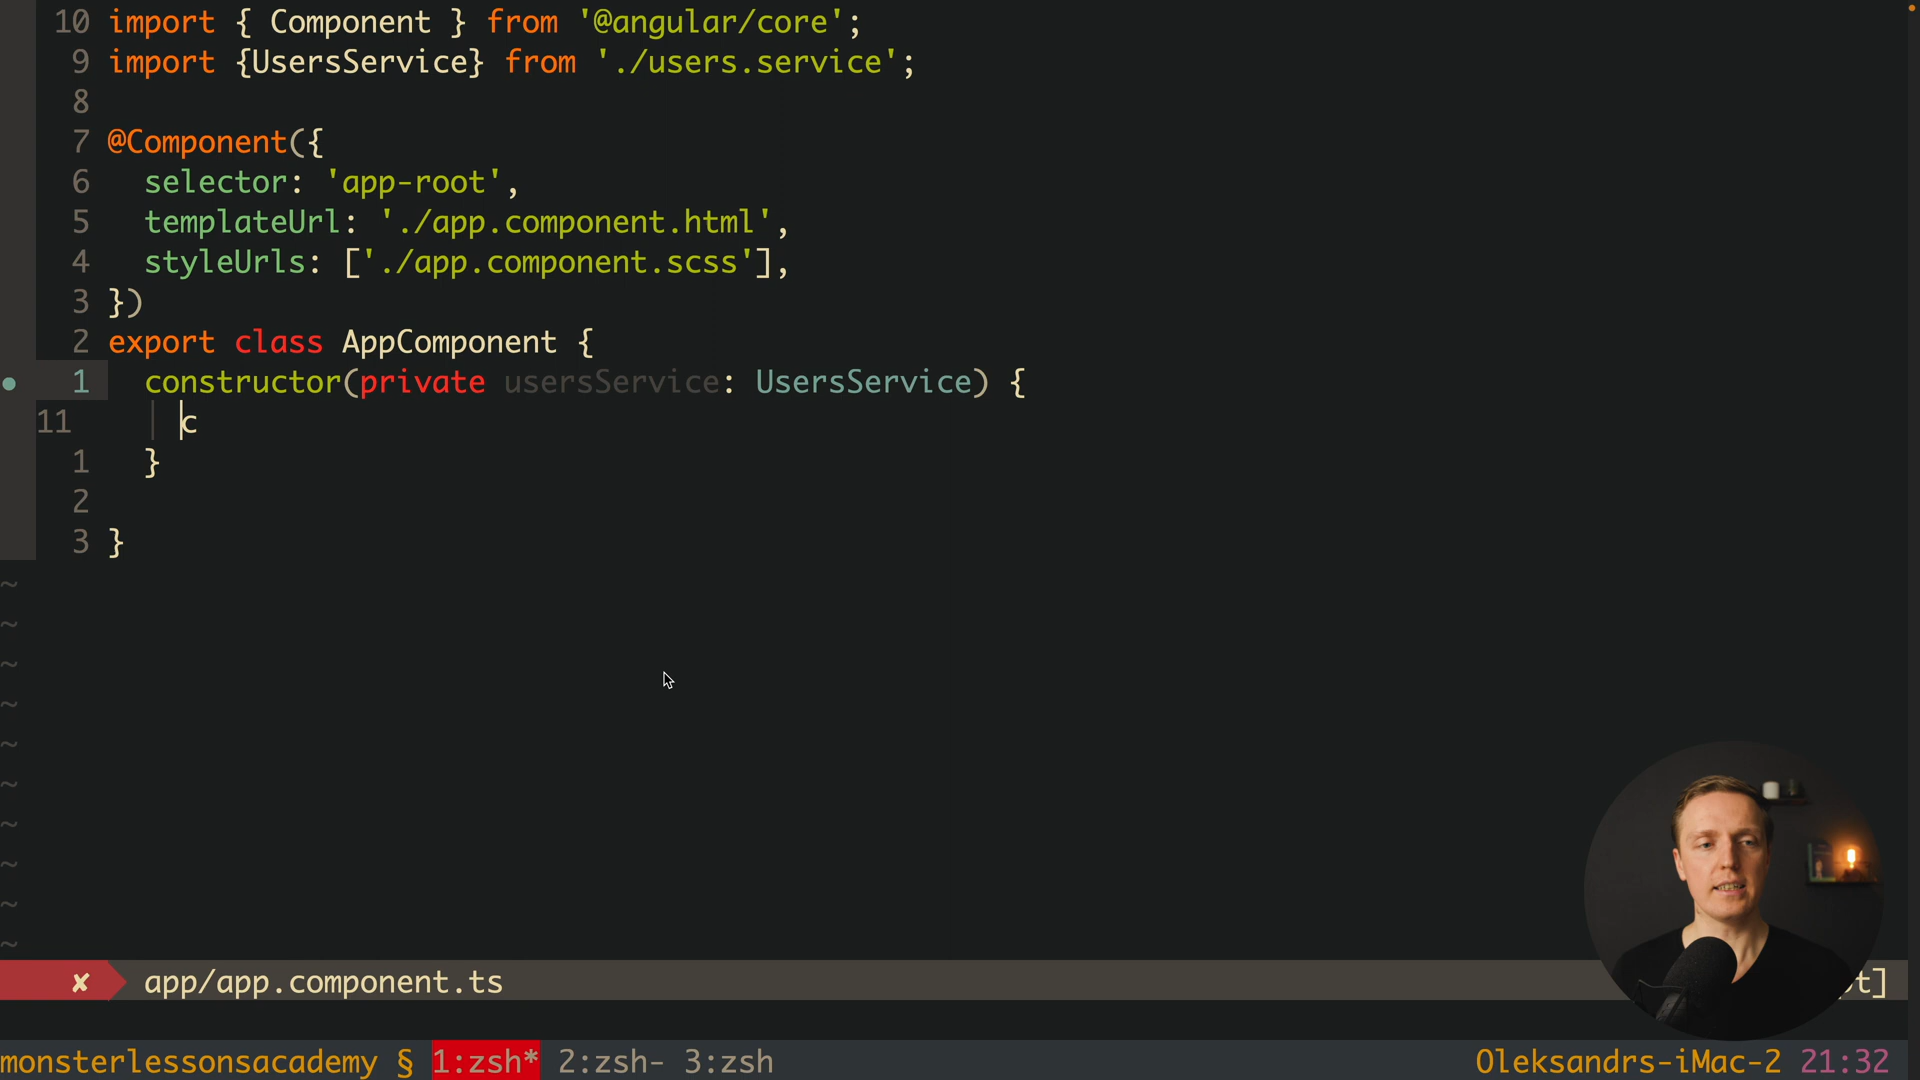 10 import { Component } from '@angular/core';
9 import {UsersService} from './users.service';
8
7 @Component({
6   selector: 'app-root',
5   templateUrl: './app.component.html',
4   styleUrls: ['./app.component.scss'],
3 })
2 export class AppComponent {
1   constructor(private usersService: UsersService) {
11     c
1   }
2
3 }
~
~
~
~
~
~
~
~
~
~
✘ app/app.component.ts t]
monsterlessonsacademy § 1:zsh* 2:zsh- 3:zsh Oleksandrs-iMac-2 21:32